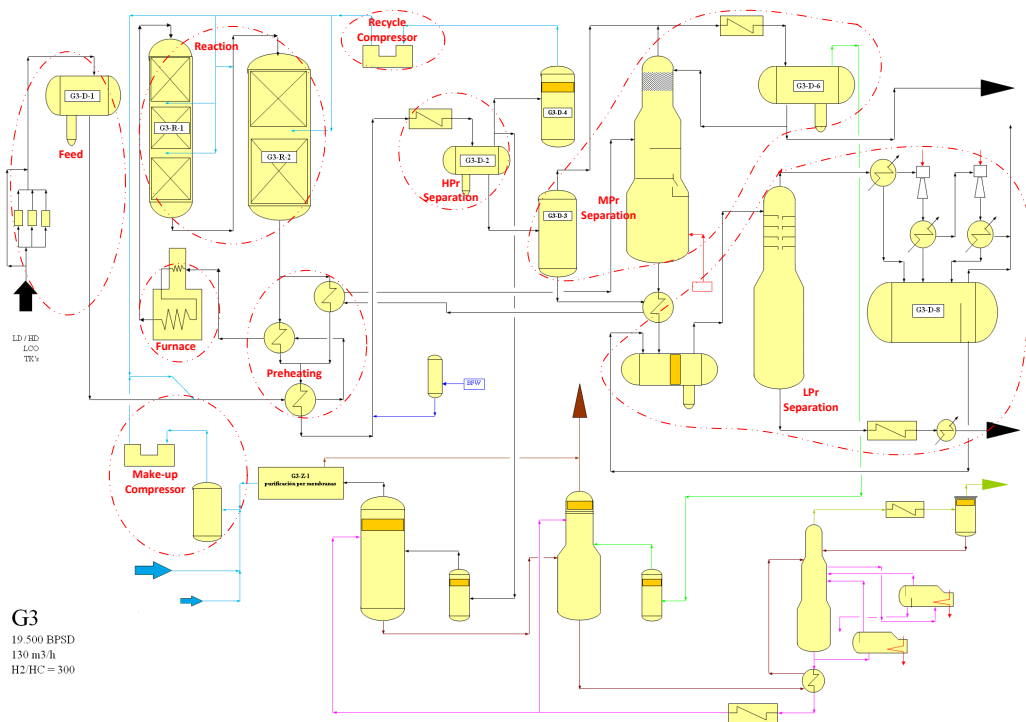 Recycle
Compressor
Reaction
G3-D-1
G3-D-6
G3-D-4
G3-R-1
G3-R-2
Feed
G3-D-2
HPr
Separation
G3-D-3
MPr
Separation
G3-D-8
LD / HD
LCO
TK's
Furnace
Preheating
BFW
LPr
Separation
Make-up
Compressor
G3-Z-1
purificación por membranas
G3
19.500 BPSD
130 m3/h
H2/HC = 300